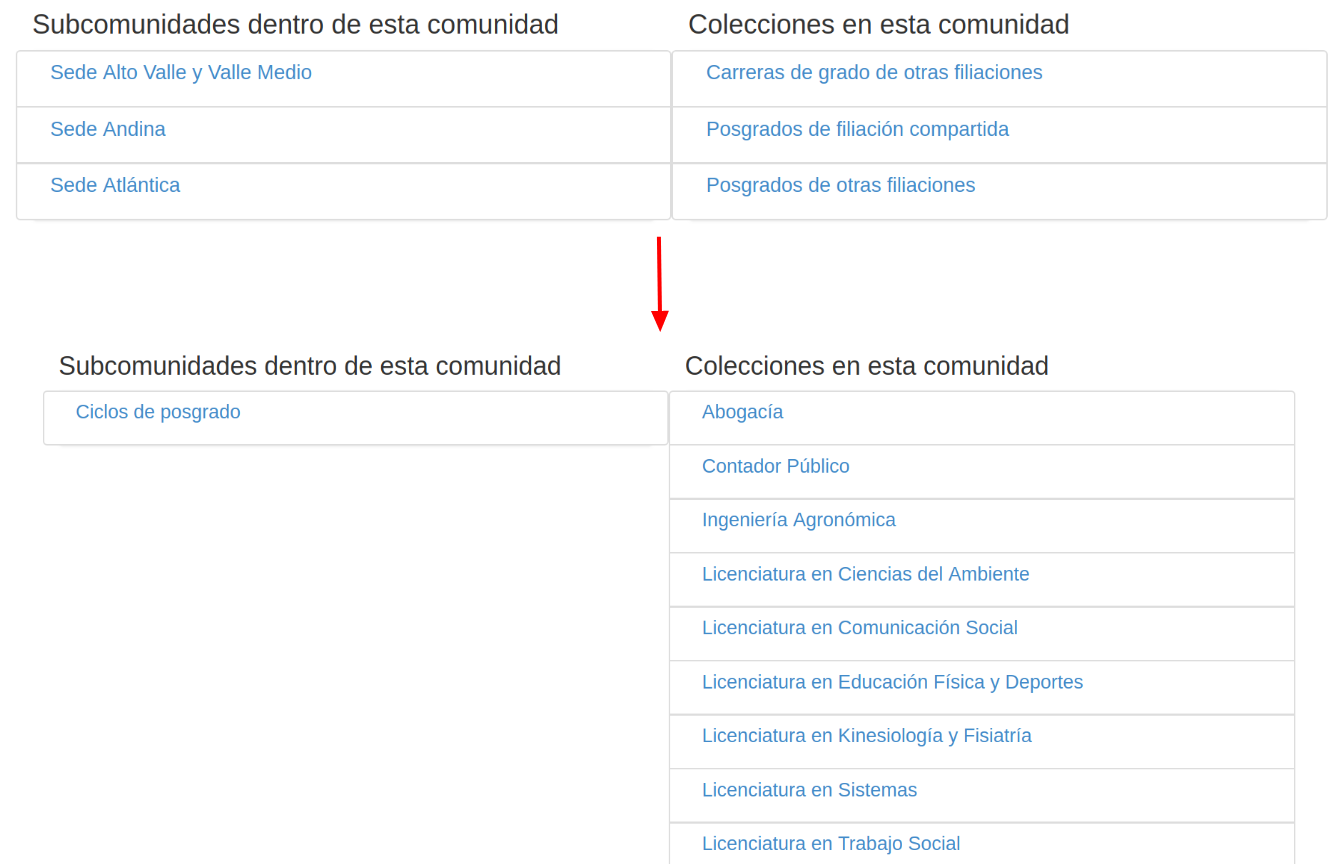 Subcomunidades dentro de esta comunidad
Sede Alto Valle y Valle Medio
Sede Andina
Sede Atlántica
Colecciones en esta comunidad
Carreras de grado de otras filiaciones
Posgrados de filiación compartida
Posgrados de otras filiaciones
Subcomunidades dentro de esta comunidad
Ciclos de posgrado
Colecciones en esta comunidad
Abogacía
Contador Público
Ingeniería Agronómica
Licenciatura en Ciencias del Ambiente
Licenciatura en Comunicación Social
Licenciatura en Educación Física y Deportes
Licenciatura en Kinesiología y Fisiatría
Licenciatura en Sistemas
Licenciatura en Trabajo Social